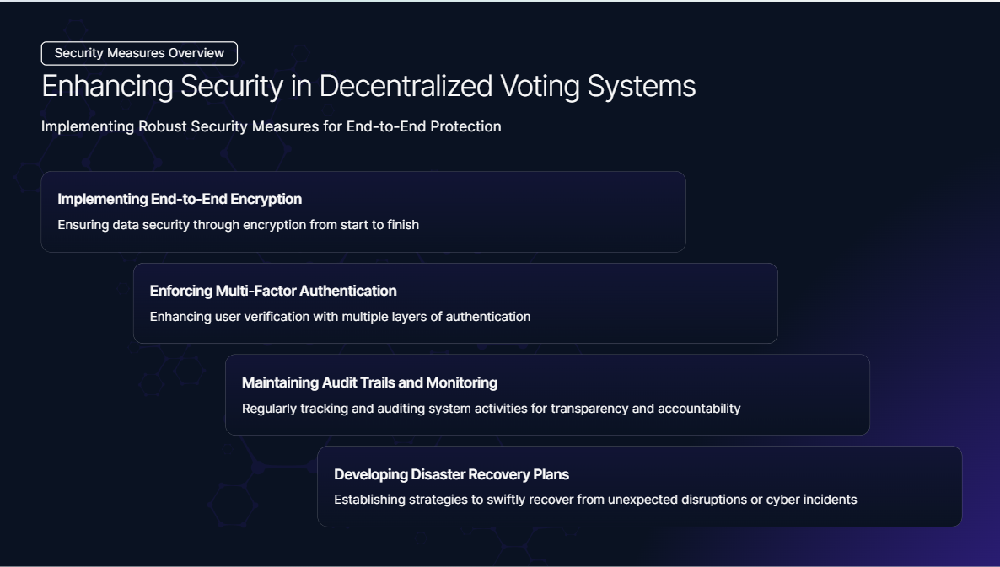 Security Measures Overview
Enhancing Security in Decentralized Voting Systems
Implementing Robust Security Measures for End-to-End Protection
Implementing End-to-End Encryption
Ensuring data security through encryption from start to finish
Enforcing Multi-Factor Authentication
Enhancing user verification with multiple layers of authentication
Maintaining Audit Trails and Monitoring
Regularly tracking and auditing system activities for transparency and accountability
Developing Disaster Recovery Plans
Establishing strategies to swiftly recover from unexpected disruptions or cyber incidents